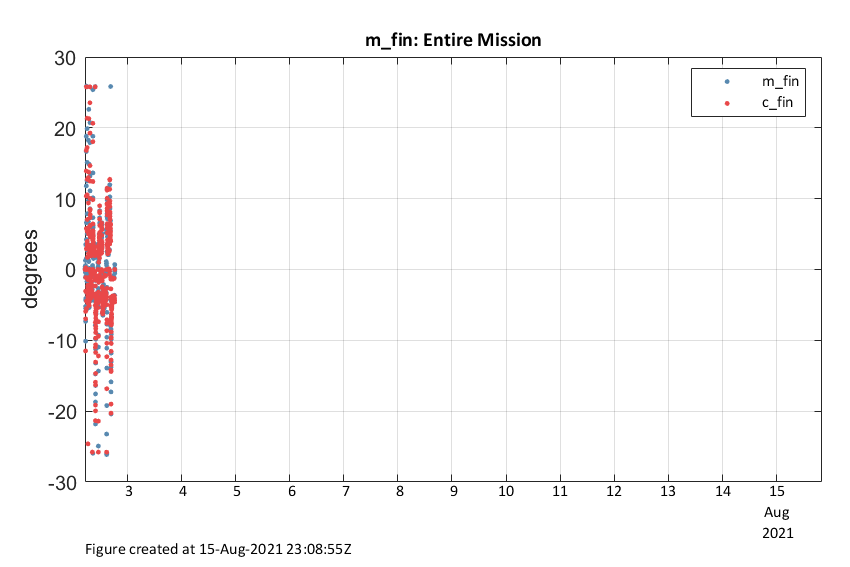 m_fin: Entire Mission
m_fin
c_fin
30
20
10
0
-10
-20
-30
degrees
3 4 5 6 7 8 9 10 11 12 13 14 15
Aug
2021
Figure created at 15-Aug-2021 23:08:55Z